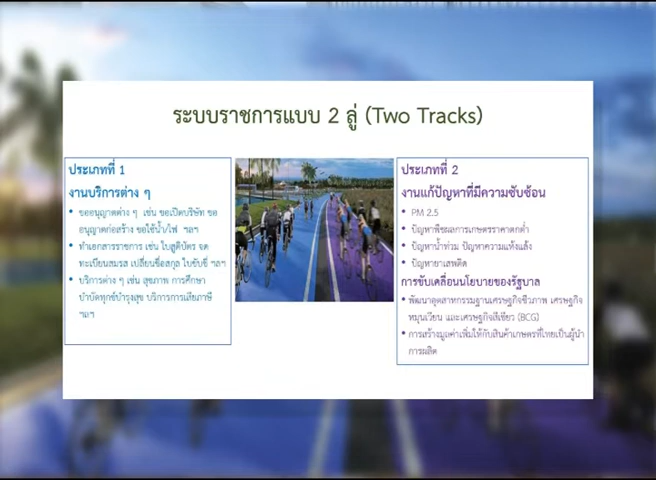 ระบบราชการแบบ 2 ลู่ (Two Tracks)
ประเภทที่ 1
งานบริการต่าง ๆ
• ขออนุญาตต่าง ๆ เช่น ขอเปิดบริษัท ขอ
อนุญาตก่อสร้าง ขอใช้น้ำ/ไฟ ฯลฯ
• ทำเอกสารราชการ เช่น ใบสูติบัตร จด
ทะเบียนสมรส เปลี่ยนชื่อสกุล ใบขับขี่ ฯลฯ
• บริการต่าง ๆ เช่น สุขภาพ การศึกษา
บำบัดทุกข์บำรุงสุข บริการการเสียภาษี
ฯลฯ
ประเภทที่ 2
งานแก้ปัญหาที่มีความซับซ้อน
• PM 2.5
• ปัญหาพืชผลการเกษตรราคาตกต่ำ
• ปัญหาน้ำท่วม ปัญหาความแห้งแล้ง
• ปัญหายาเสพติด
การขับเคลื่อนนโยบายของรัฐบาล
• พัฒนาอุตสาหกรรมฐานเศรษฐกิจชีวภาพ เศรษฐกิจ
หมุนเวียน และเศรษฐกิจสีเขียว (BCG)
• การสร้างมูลค่าเพิ่มให้กับสินค้าเกษตรที่ไทยเป็นผู้นำ
การผลิต